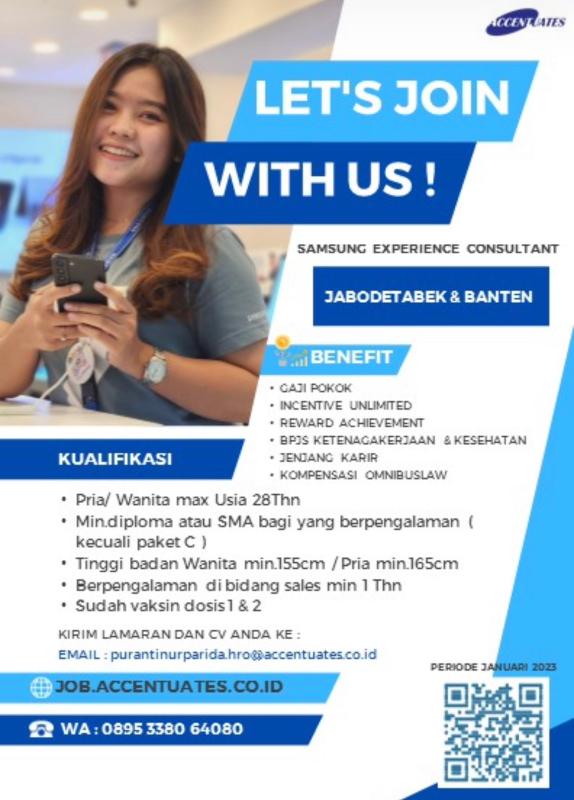 ACCENTUATES
LET'S JOIN
WITH US !
SAMSUNG EXPERIENCE CONSULTANT
JABODETABEK & BANTEN
BENEFIT
• GAJI POKOK
• INCENTIVE UNLIMITED
• REWARD ACHIEVEMENT
• BPJS KETENAGAKERJAAN & KESEHATAN
• JENJANG KARIR
• KOMPENSASI OMNIBUSLAW
KUALIFIKASI
• Pria/ Wanita max Usia 28Thn
• Min.diploma atau SMA bagi yang berpengalaman (
kecuali paket C )
• Tinggi badan Wanita min.155cm / Pria min.165cm
• Berpengalaman di bidang sales min 1 Thn
• Sudah vaksin dosis 1 & 2
KIRIM LAMARAN DAN CV ANDA KE :
EMAIL : purantinurparida.hro@accentuates.co.id
PERIODE JANUARI 2023
JOB.ACCENTUATES.CO.ID
WA : 0895 3380 64080